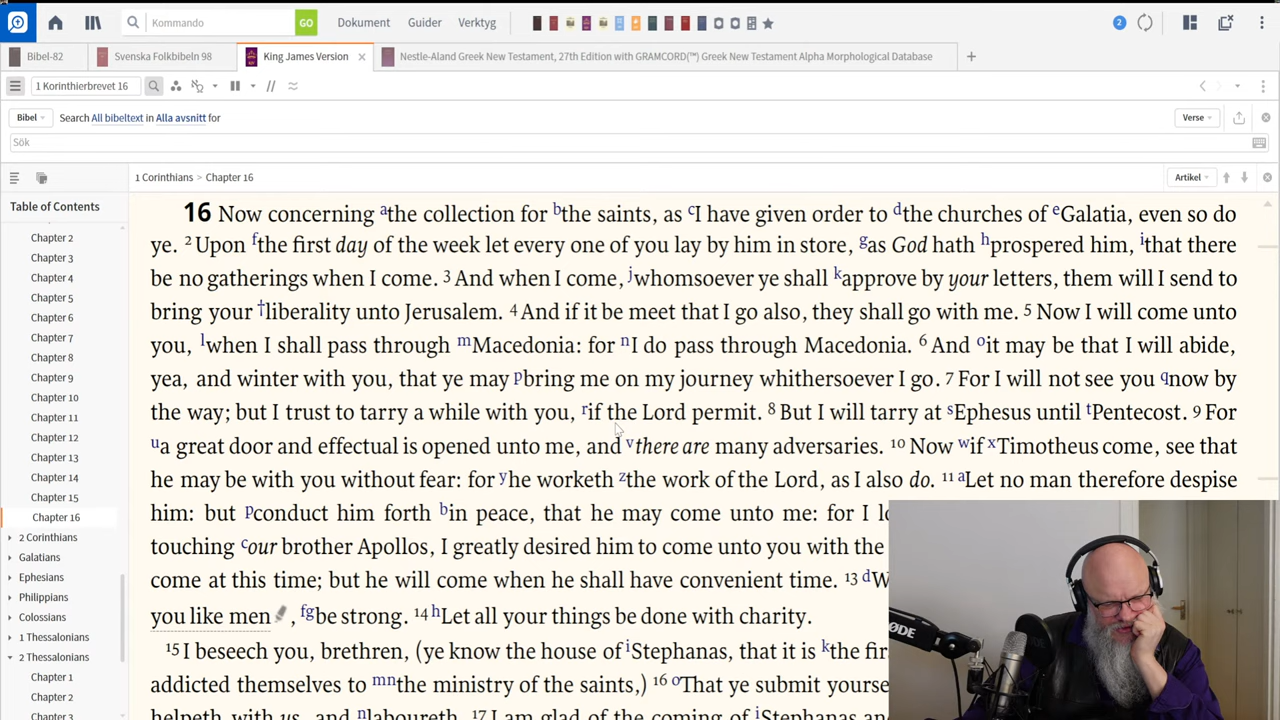 Kommando
GO
Dokument
Guider
Verktyg
2
Bibel-82
Svenska Folkbibeln 98
King James Version
Nestle-Aland Greek New Testament, 27th Edition with GRAMCORD(™) Greek New Testament Alpha Morphological Database
1 Korinthierbrevet 16
Bibel
Search All bibeltext in Alla avsnitt for
Verse
Sök
1 Corinthians > Chapter 16
Artikel
Table of Contents
Chapter 2
Chapter 3
Chapter 4
Chapter 5
Chapter 6
Chapter 7
Chapter 8
Chapter 9
Chapter 10
Chapter 11
Chapter 12
Chapter 13
Chapter 14
Chapter 15
Chapter 16
2 Corinthians
Galatians
Ephesians
Philippians
Colossians
1 Thessalonians
2 Thessalonians
Chapter 1
Chapter 2
Chapter 3
16 Now concerning athe collection for bthe saints, as cI have given order to dthe churches of eGalatia, even so do
ye. 2 Upon fthe first day of the week let every one of you lay by him in store, gas God hath hprospered him, ithat there
be no gatherings when I come. 3 And when I come, jwhomsoever ye shall kapprove by your letters, them will I send to
bring your †liberality unto Jerusalem. 4 And if it be meet that I go also, they shall go with me. 5 Now I will come unto
you, lwhen I shall pass through mMacedonia: for nI do pass through Macedonia. 6 And oit may be that I will abide,
yea, and winter with you, that ye may pbring me on my journey whithersoever I go. 7 For I will not see you qnow by
the way; but I trust to tarry a while with you, rif the Lord permit. 8 But I will tarry at sEphesus until tPentecost. 9 For
ua great door and effectual is opened unto me, and vthere are many adversaries. 10 Now wif xTimotheus come, see that
he may be with you without fear: for yhe worketh zthe work of the Lord, as I also do. 11 aLet no man therefore despise
him: but pconduct him forth bin peace, that he may come unto me: for I
touching cour brother Apollos, I greatly desired him to come unto you with the
come at this time; but he will come when he shall have convenient time. 13 d
you like men, fgbe strong. 14 hLet all your things be done with charity.
15 I beseech you, brethren, (ye know the house of iStephanas, that it is kthe
addicted themselves to mnthe ministry of the saints,) 16 oThat ye submit
helpeth with us, and nlaboureth. 17 I am glad of the coming of iStephanas